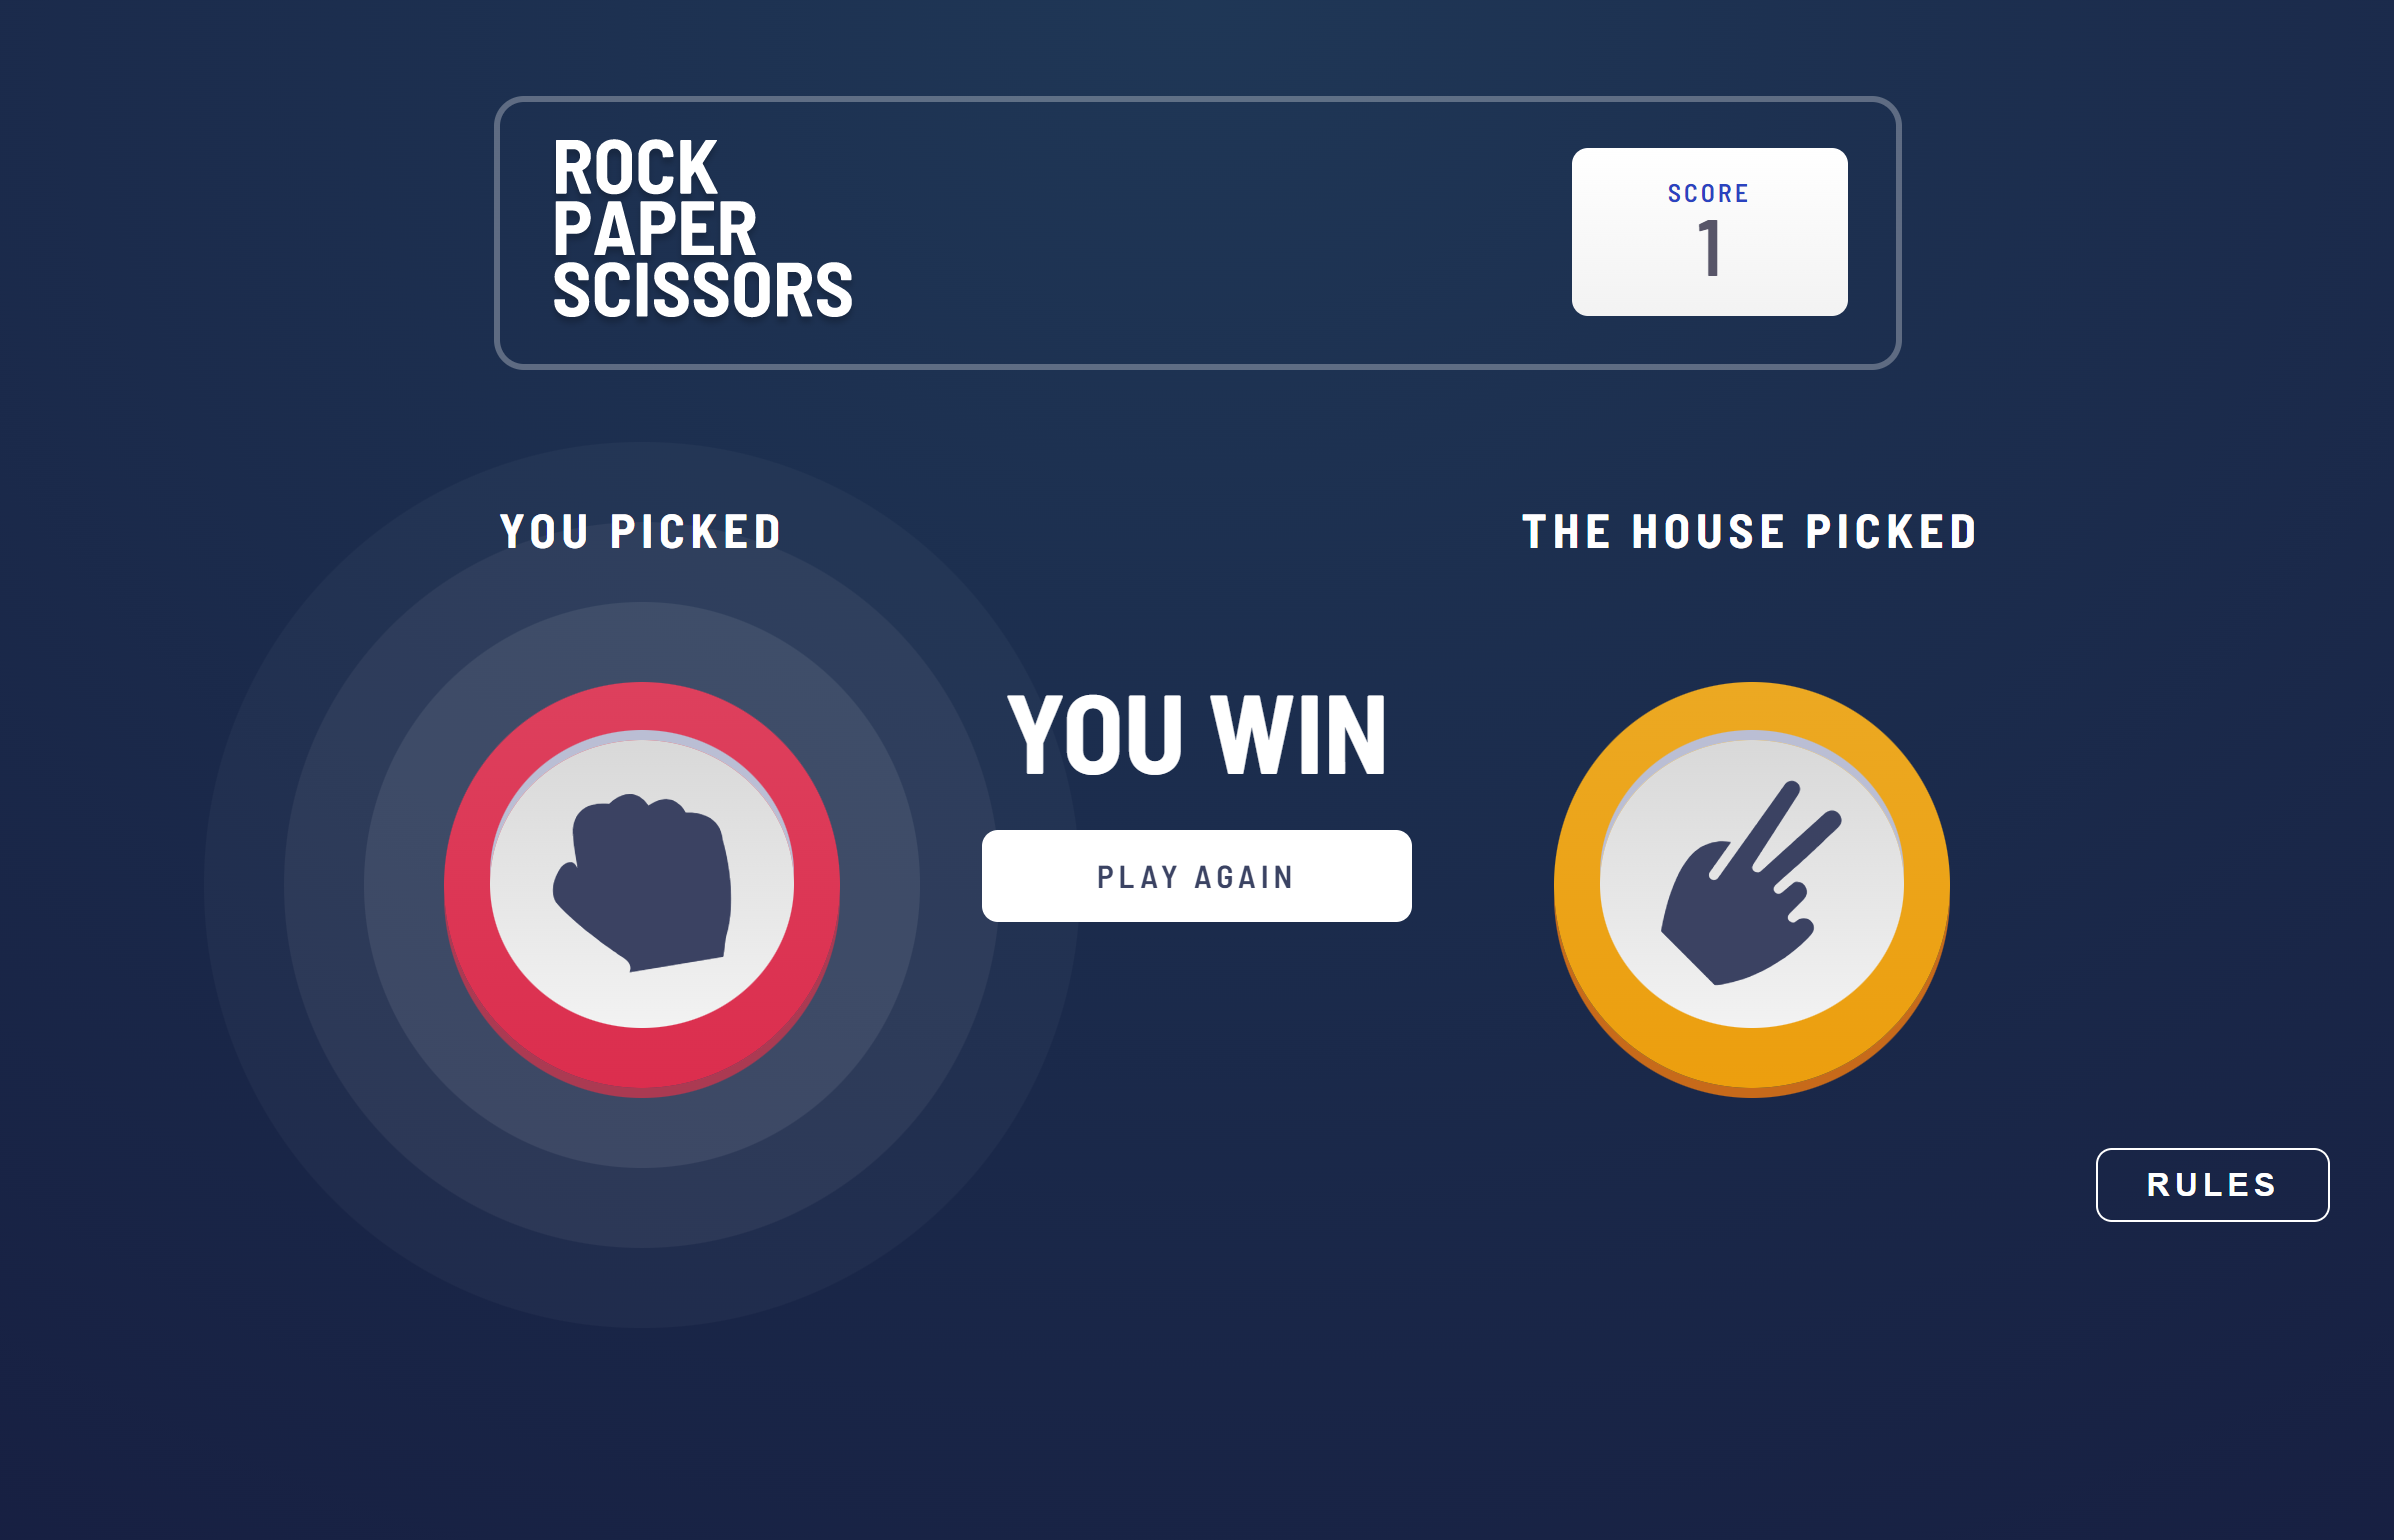 ROCK
PAPER
SCISSORS
SCORE
1
YOU PICKED
THE HOUSE PICKED
YOU WIN
PLAY AGAIN
RULES